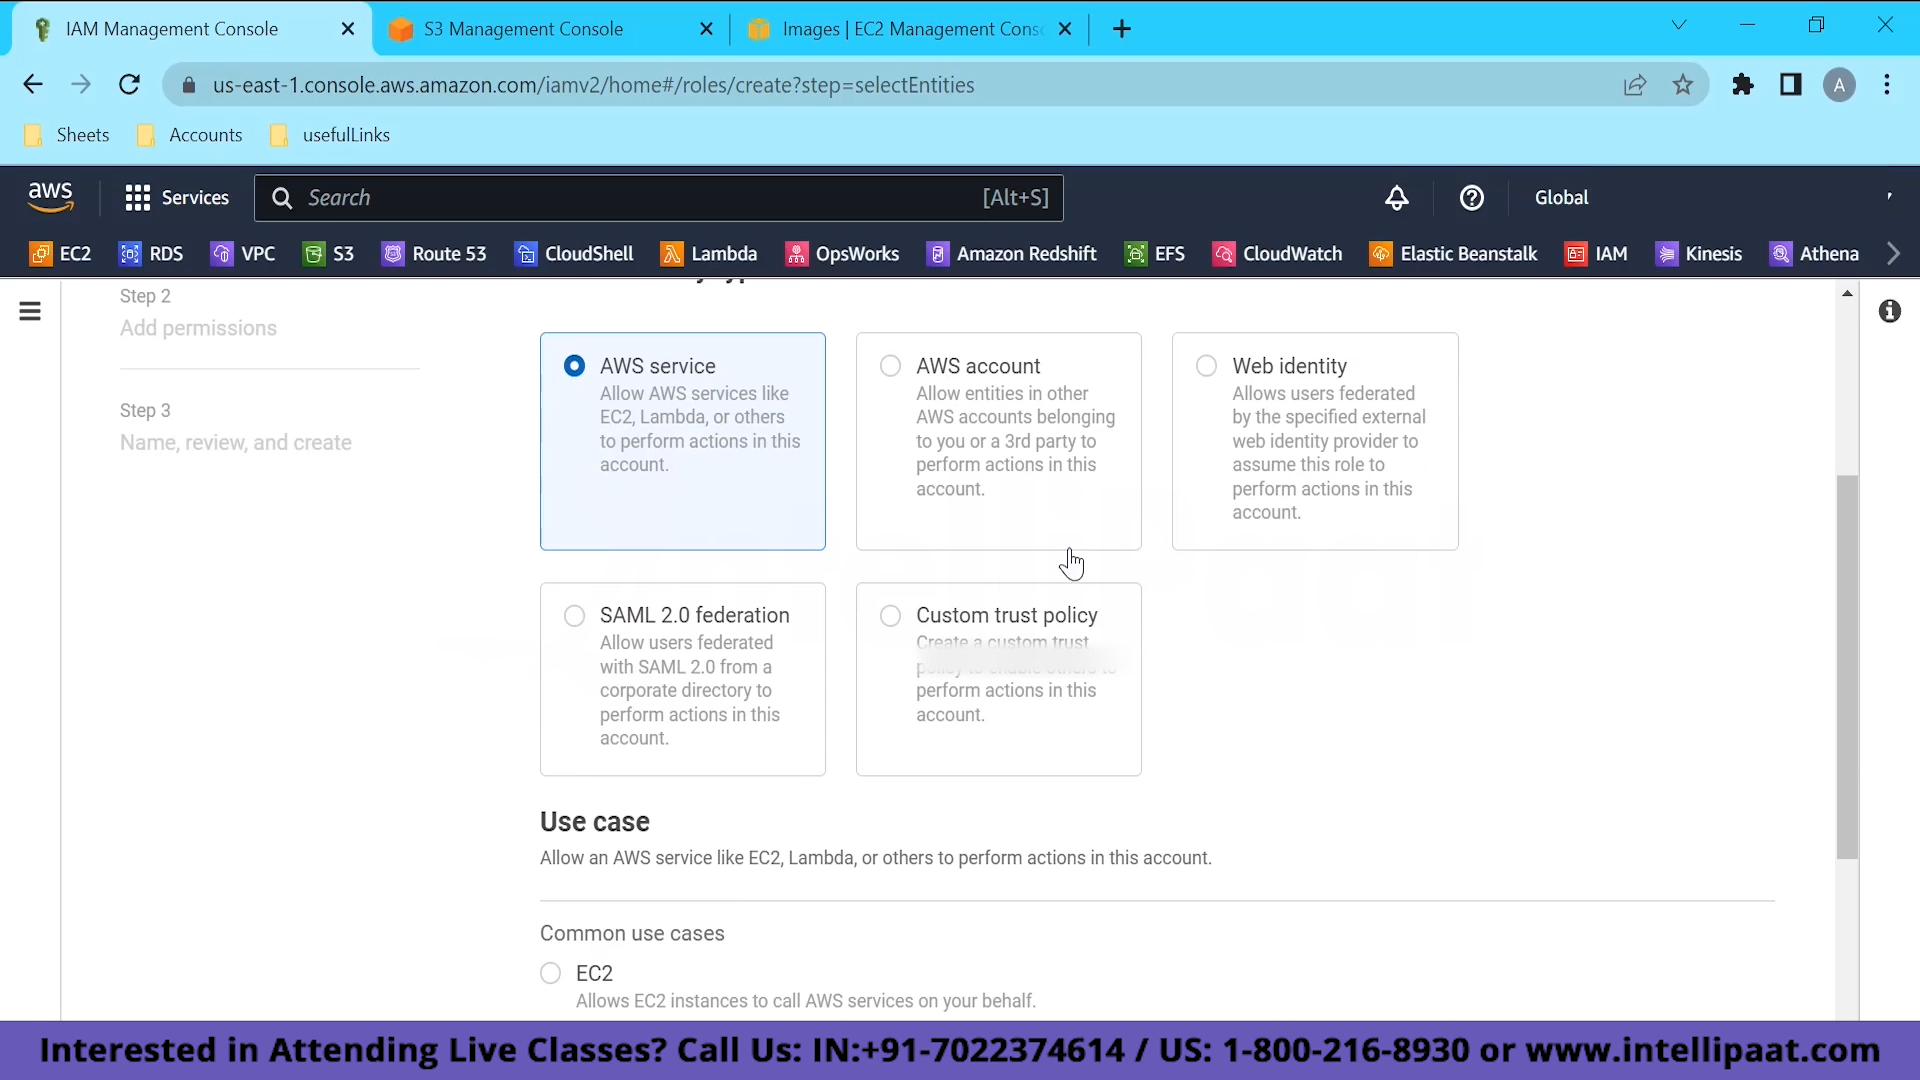 IAM Management Console
S3 Management Console
Images | EC2 Management Cons
us-east-1.console.aws.amazon.com/iamv2/home#/roles/create?step=selectEntities
A
Sheets
Accounts
usefulLinks
aws
Services
Search
[Alt+S]
Global
EC2
RDS
VPC
S3
Route 53
CloudShell
Lambda
OpsWorks
Amazon Redshift
EFS
CloudWatch
Elastic Beanstalk
IAM
Kinesis
Athena
Step 2
Add permissions
Step 3
Name, review, and create
AWS service
Allow AWS services like
EC2, Lambda, or others
to perform actions in this
account.
AWS account
Allow entities in other
AWS accounts belonging
to you or a 3rd party to
perform actions in this
account.
Web identity
Allows users federated
by the specified external
web identity provider to
assume this role to
perform actions in this
account.
SAML 2.0 federation
Allow users federated
with SAML 2.0 from a
corporate directory to
perform actions in this
account.
Custom trust policy
Create a custom trust
policy to enable others to
perform actions in this
account.
Use case
Allow an AWS service like EC2, Lambda, or others to perform actions in this account.
Common use cases
EC2
Allows EC2 instances to call AWS services on your behalf.
Interested in Attending Live Classes? Call Us: IN:+91-7022374614 / US: 1-800-216-8930 or www.intellipaat.com